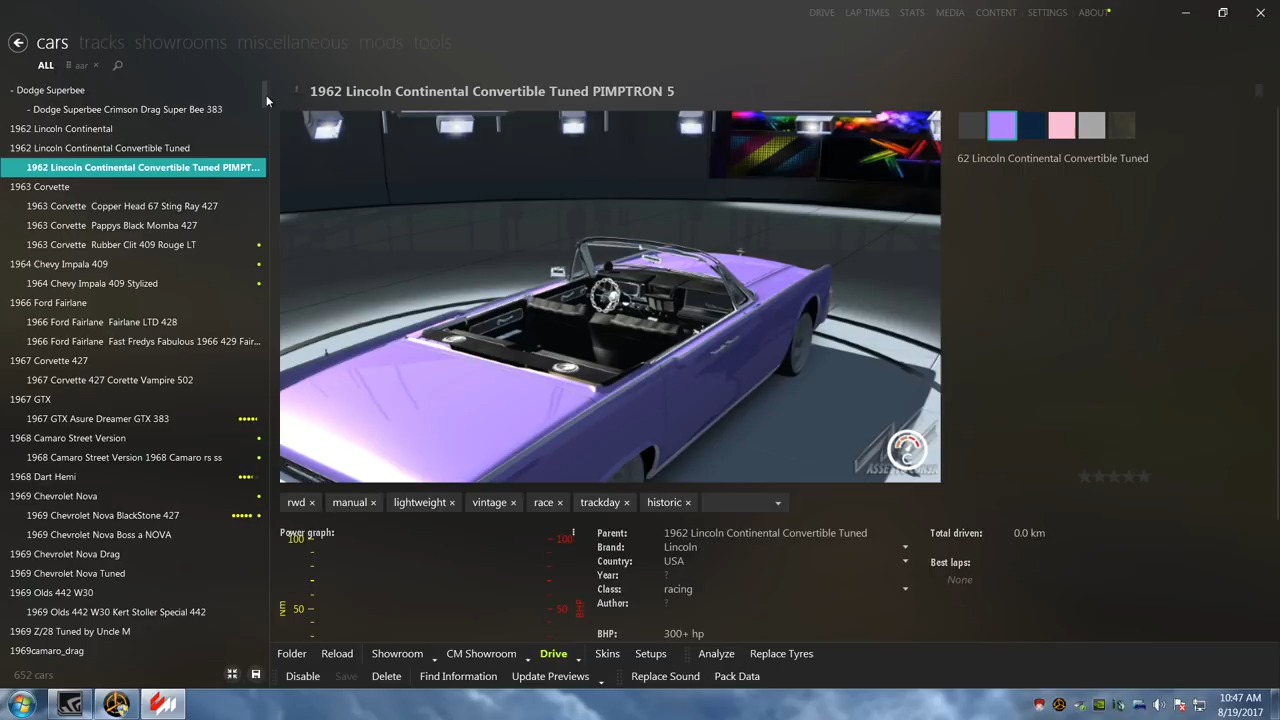 DRIVE LAP TIMES STATS MEDIA CONTENT SETTINGS ABOUT
cars tracks showrooms miscellaneous mods tools
ALL aar ×
- Dodge Superbee
- Dodge Superbee Crimson Drag Super Bee 383
1962 Lincoln Continental
1962 Lincoln Continental Convertible Tuned
1962 Lincoln Continental Convertible Tuned PIMPT...
1963 Corvette
1963 Corvette Copper Head 67 Sting Ray 427
1963 Corvette Pappys Black Momba 427
1963 Corvette Rubber Clit 409 Rouge LT
1964 Chevy Impala 409
1964 Chevy Impala 409 Stylized
1966 Ford Fairlane
1966 Ford Fairlane Fairlane LTD 428
1966 Ford Fairlane Fast Fredys Fabulous 1966 429 Fair...
1967 Corvette 427
1967 Corvette 427 Corette Vampire 502
1967 GTX
1967 GTX Asure Dreamer GTX 383
1968 Camaro Street Version
1968 Camaro Street Version 1968 Camaro rs ss
1968 Dart Hemi
1969 Chevrolet Nova
1969 Chevrolet Nova BlackStone 427
1969 Chevrolet Nova Boss a NOVA
1969 Chevrolet Nova Drag
1969 Chevrolet Nova Tuned
1969 Olds 442 W30
1969 Olds 442 W30 Kert Stoller Special 442
1969 Z/28 Tuned by Uncle M
1969camaro_drag
652 cars
1962 Lincoln Continental Convertible Tuned PIMPTRON 5
62 Lincoln Continental Convertible Tuned
ASSETTO CORSA
rwd × manual × lightweight × vintage × race × trackday × historic ×
Power graph:
100 100
Nm 50 50 BHP
Parent: 1962 Lincoln Continental Convertible Tuned
Brand: Lincoln
Country: USA
Year: ?
Class: racing
Author: ?
BHP: 300+ hp
Total driven: 0.0 km
Best laps:
None
Folder Reload Showroom CM Showroom Drive Skins Setups Analyze Replace Tyres
Disable Save Delete Find Information Update Previews Replace Sound Pack Data
10:47 AM
8/19/2017